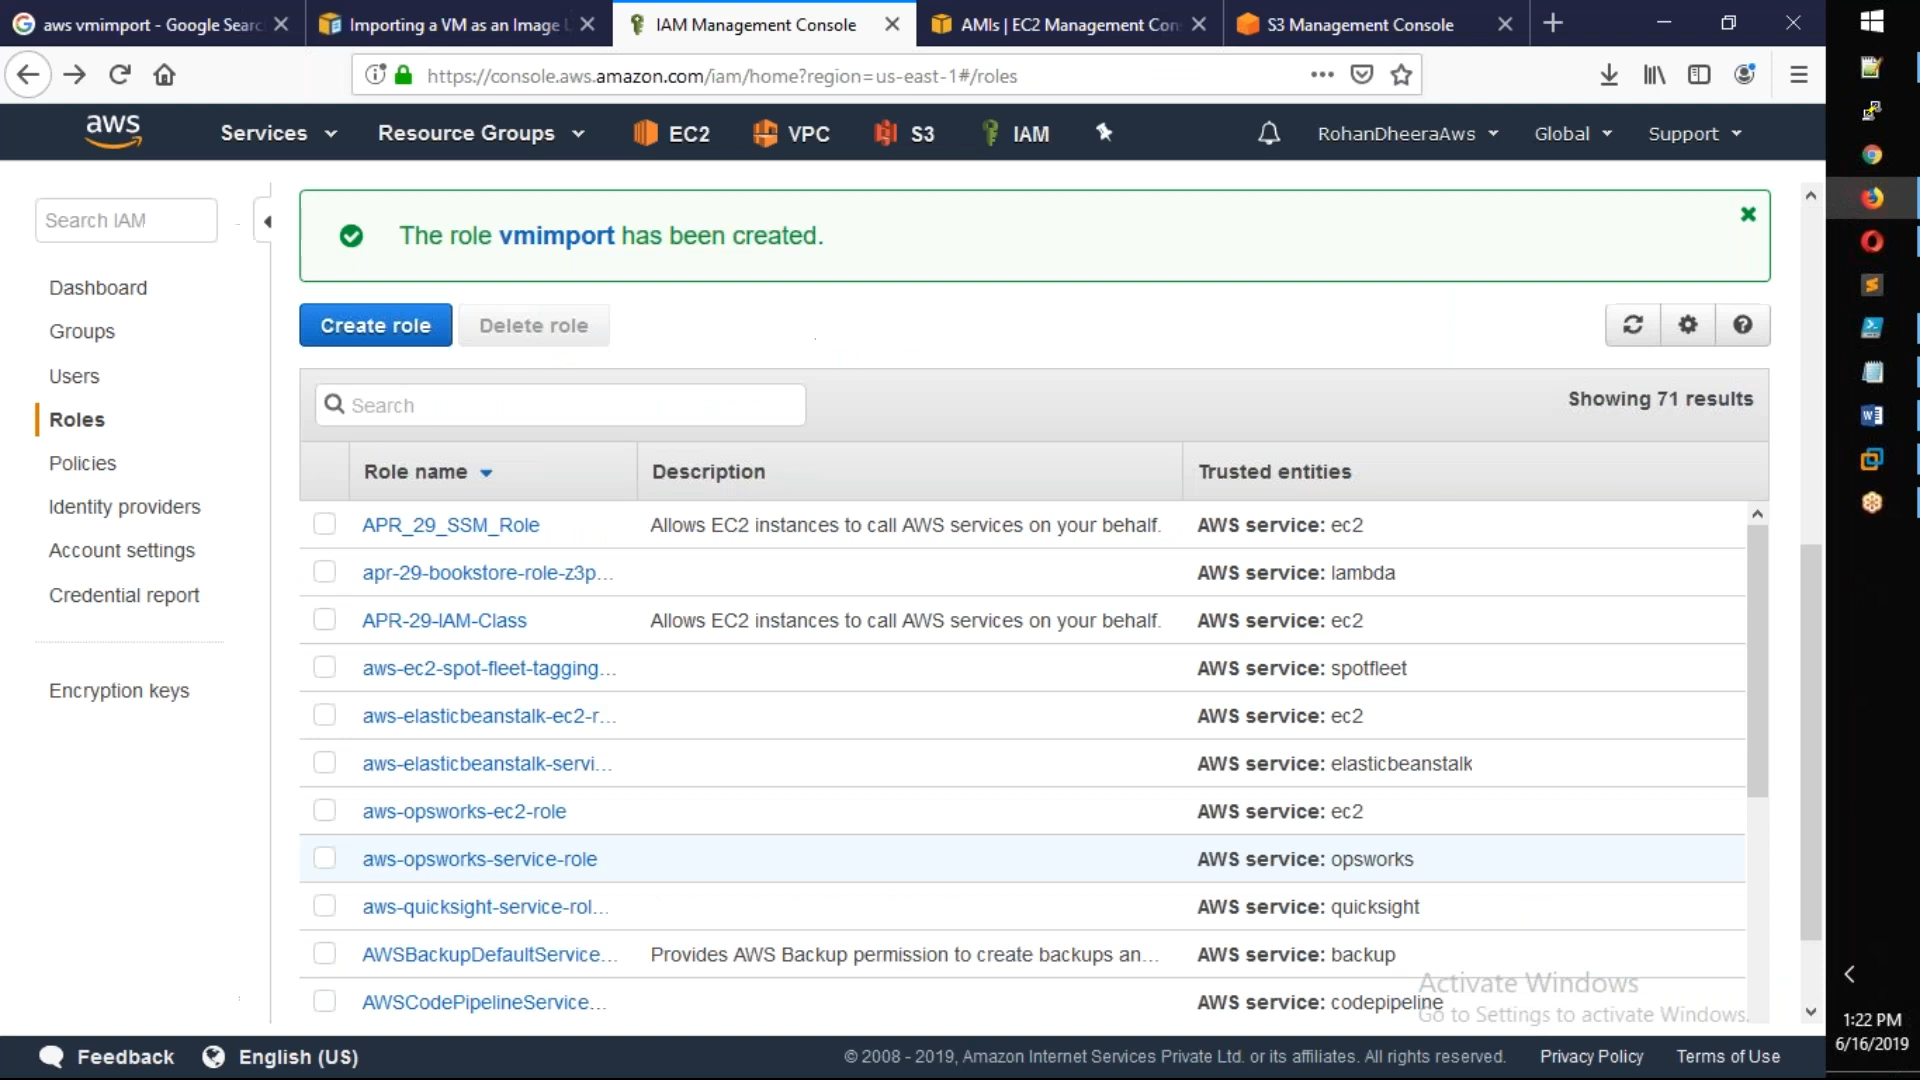 aws vmimport - Google Searc
Importing a VM as an Image
IAM Management Console
AMIs | EC2 Management Con
S3 Management Console
https://console.aws.amazon.com/iam/home?region=us-east-1#/roles
aws
Services
Resource Groups
EC2
VPC
S3
IAM
RohanDheeraAws
Global
Support
Search IAM
Dashboard
Groups
Users
Roles
Policies
Identity providers
Account settings
Credential report
Encryption keys
The role vmimport has been created.
Create role
Delete role
Search
Showing 71 results
Role name
Description
Trusted entities
APR_29_SSM_Role
Allows EC2 instances to call AWS services on your behalf.
AWS service: ec2
apr-29-bookstore-role-z3p...
AWS service: lambda
APR-29-IAM-Class
Allows EC2 instances to call AWS services on your behalf.
AWS service: ec2
aws-ec2-spot-fleet-tagging...
AWS service: spotfleet
aws-elasticbeanstalk-ec2-r...
AWS service: ec2
aws-elasticbeanstalk-servi...
AWS service: elasticbeanstalk
aws-opsworks-ec2-role
AWS service: ec2
aws-opsworks-service-role
AWS service: opsworks
aws-quicksight-service-rol...
AWS service: quicksight
AWSBackupDefaultService...
Provides AWS Backup permission to create backups an...
AWS service: backup
AWSCodePipelineService...
AWS service: codepipeline
Activate Windows
Go to Settings to activate Windows.
Feedback
English (US)
© 2008 - 2019, Amazon Internet Services Private Ltd. or its affiliates. All rights reserved.
Privacy Policy
Terms of Use
1:22 PM
6/16/2019